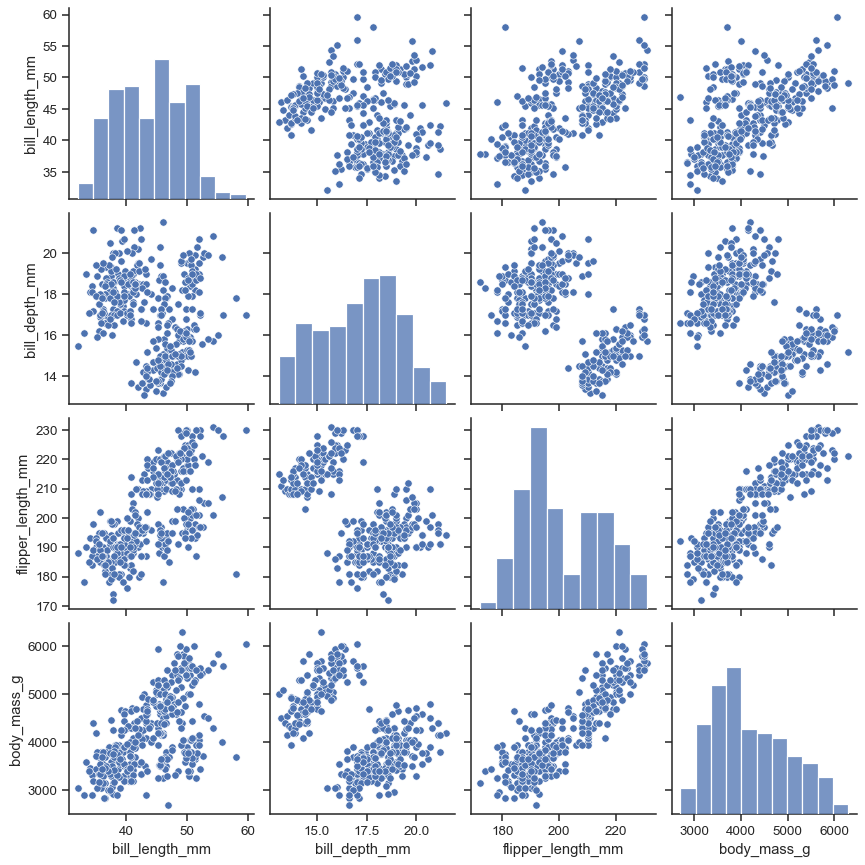 bill_length_mm
60
55
50
45
40
35
bill_depth_mm
20
18
16
14
flipper_length_mm
230
220
210
200
190
180
170
body_mass_g
6000
5000
4000
3000
40 50 60
15.0 17.5 20.0
180 200 220
3000 4000 5000 6000
bill_length_mm
bill_depth_mm
flipper_length_mm
body_mass_g